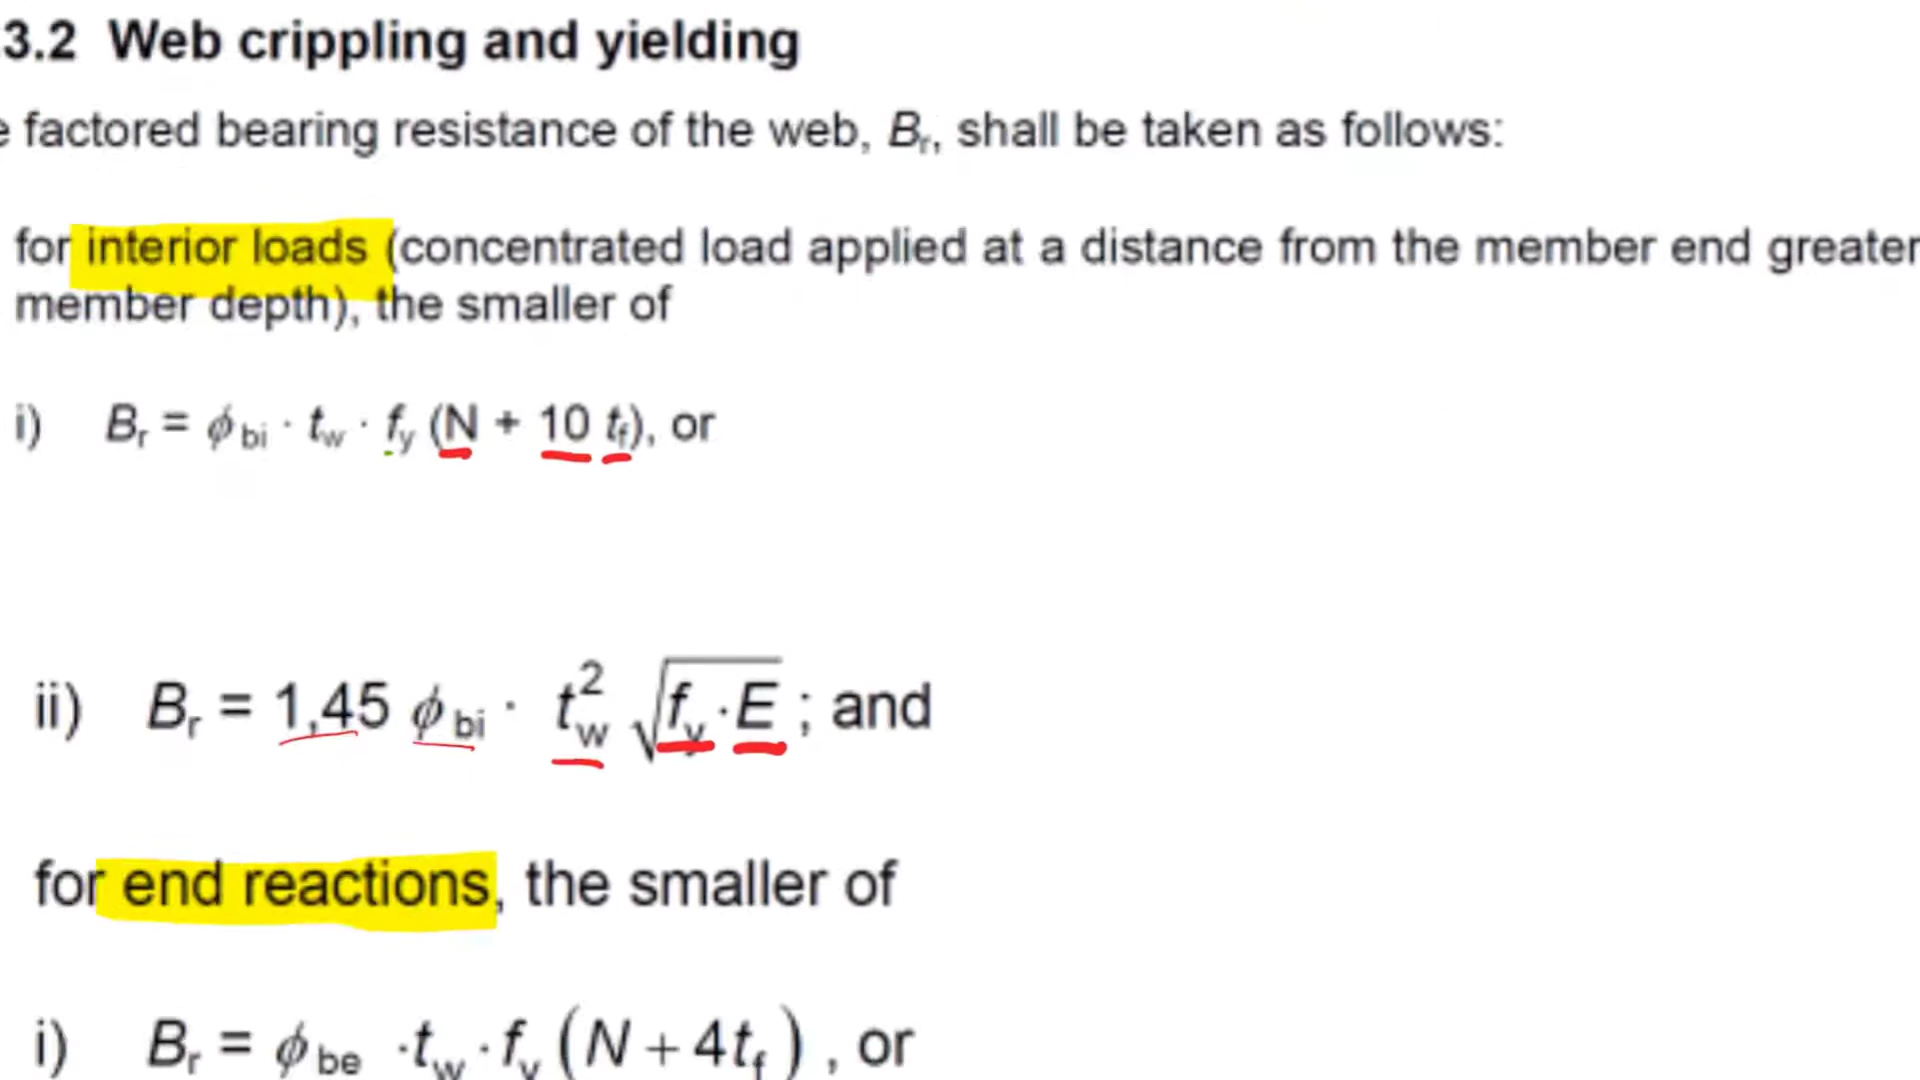 3.2 Web crippling and yielding
factored bearing resistance of the web, Br, shall be taken as follows:
for interior loads (concentrated load applied at a distance from the member end greater
member depth), the smaller of
i) Br = ϕbi · tw · fy (N + 10 tf), or
ii) Br = 1,45 ϕbi · tw² √(fy · E) ; and
for end reactions, the smaller of
i) Br = ϕbe · tw · fy (N + 4tf) , or